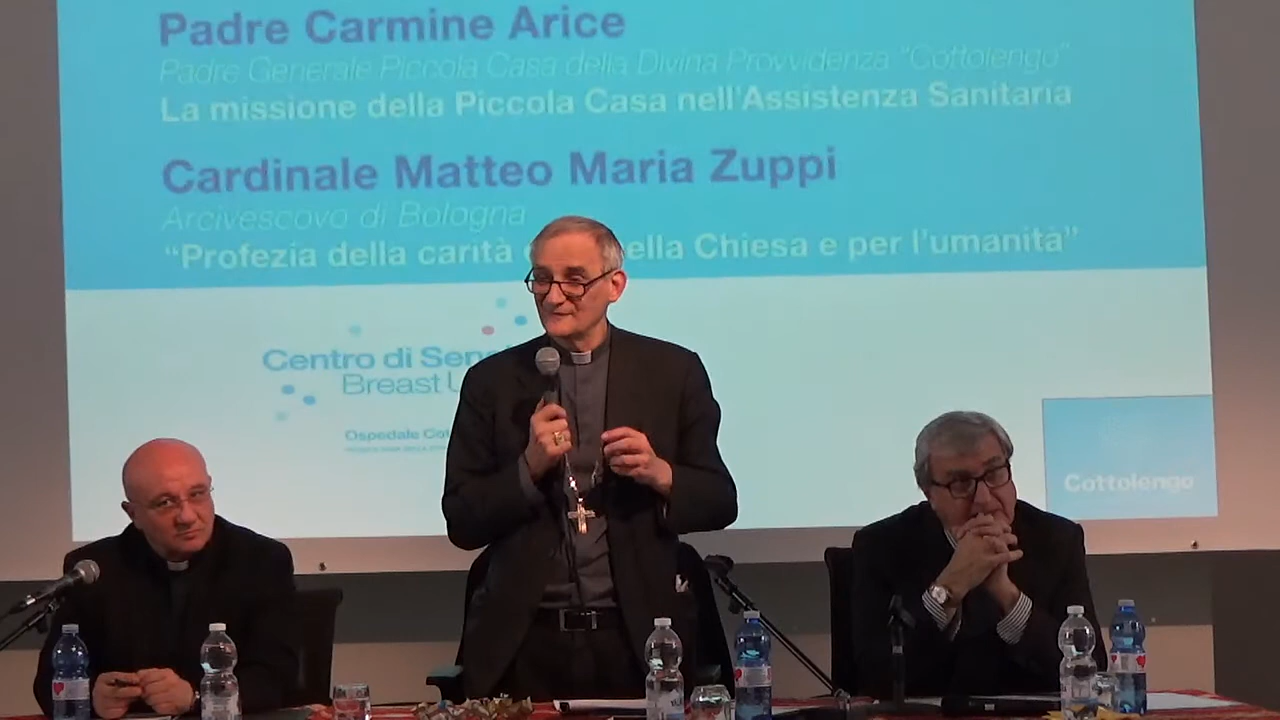 Padre Carmine Arice
Padre Generale Piccola Casa della Divina Provvidenza "Cottolengo"
La missione della Piccola Casa nell'Assistenza Sanitaria
Cardinale Matteo Maria Zuppi
Arcivescovo di Bologna
"Profezia della carità ella Chiesa e per l'umanità"
Centro di Sen
Breast U
Ospedale Cot
Cottolengo